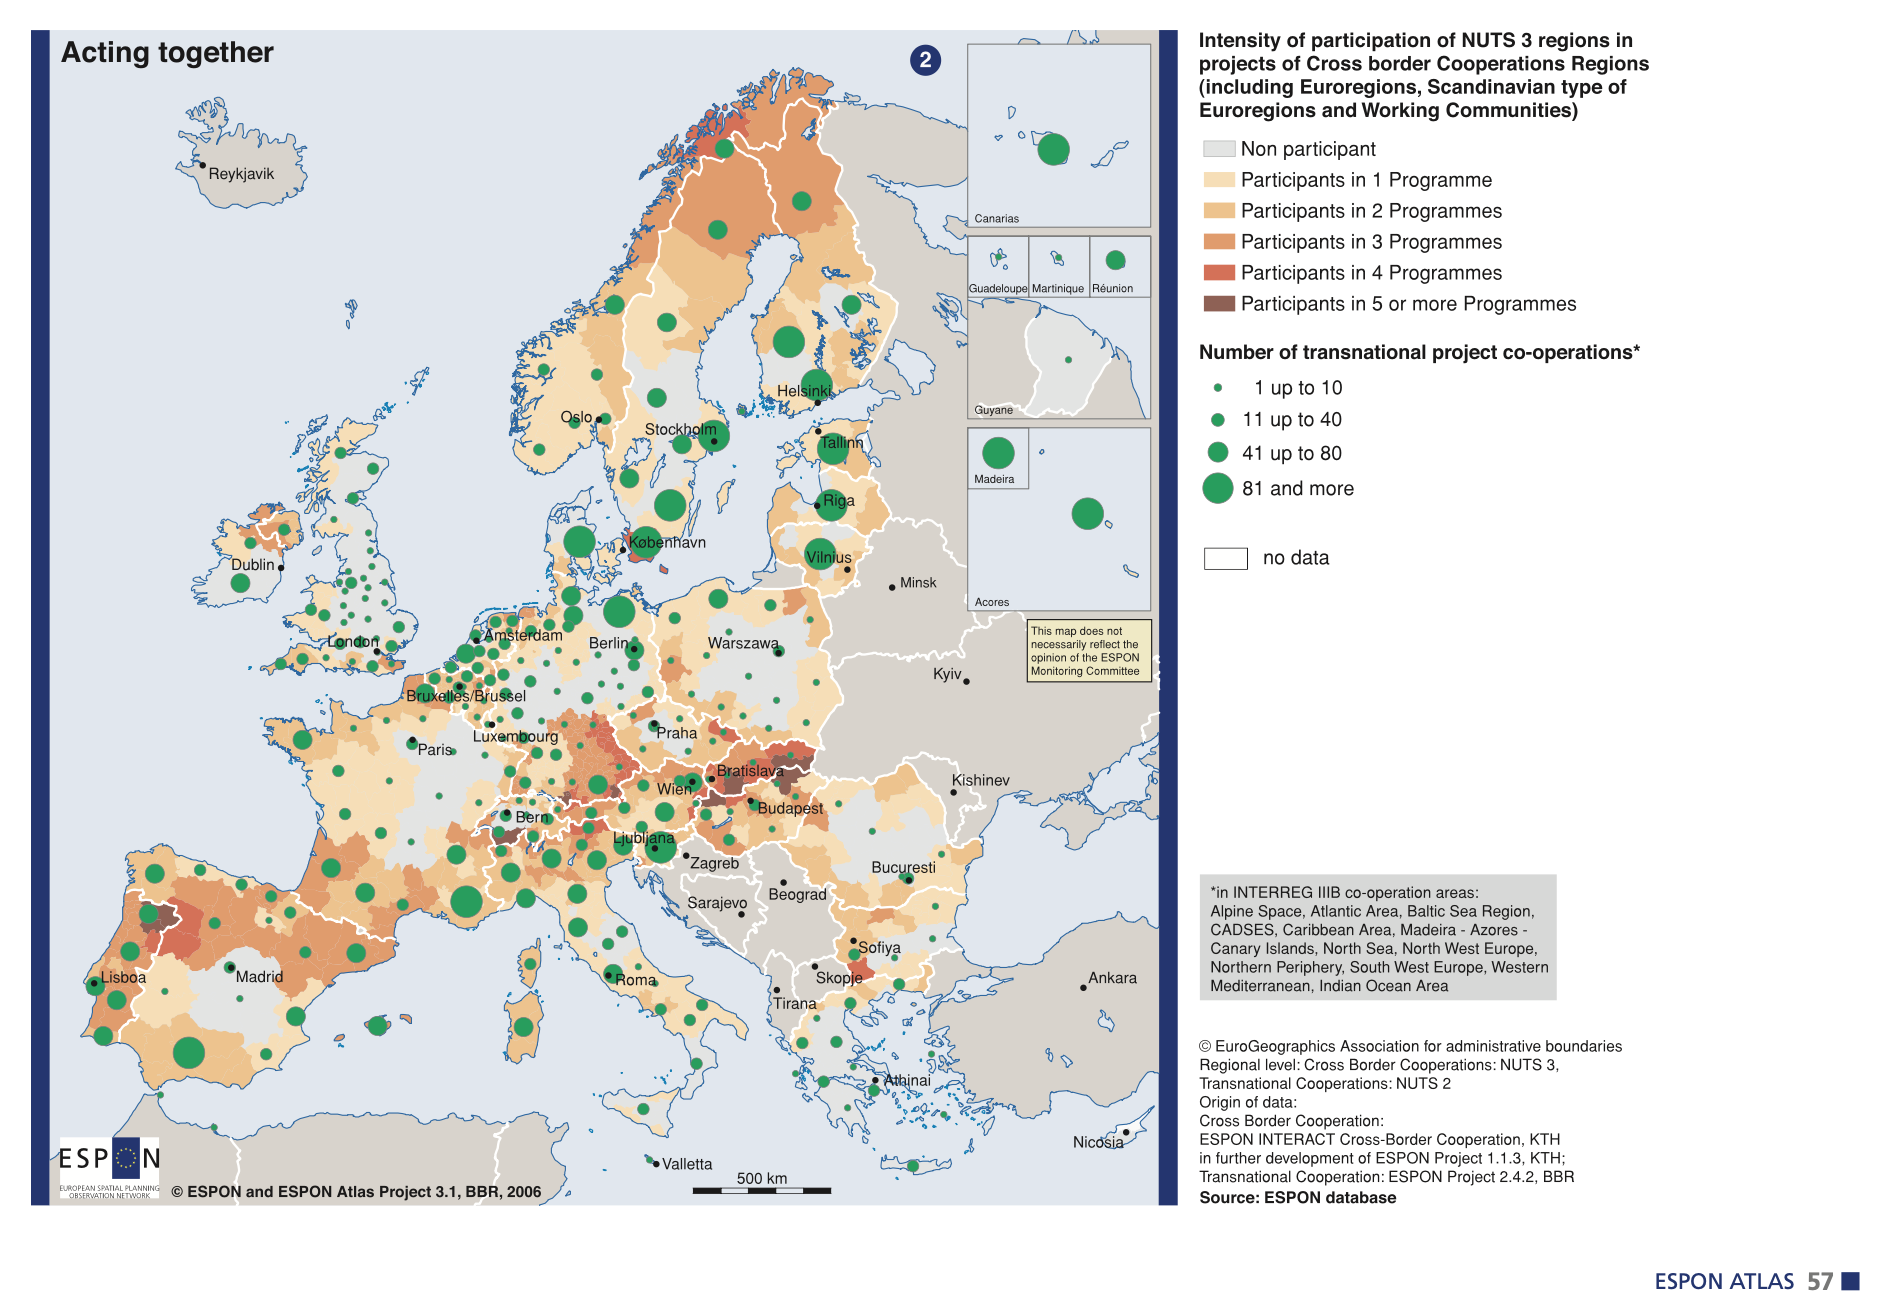 Acting together
2
Reykjavik
Canarias
Guadeloupe
Martinique
Réunion
Guyane
Madeira
Acores
This map does not
necessarily reflect the
opinion of the ESPON
Monitoring Committee
Helsinki
Oslo
Stockholm
Tallinn
Riga
København
Vilnius
Dublin
Minsk
London
Amsterdam
Berlin
Warszawa
Kyiv
Bruxelles/Brussel
Luxembourg
Praha
Paris
Bratislava
Wien
Kishinev
Budapest
Bern
Ljubljana
Zagreb
Bucuresti
Beograd
Sarajevo
Sofiya
Lisboa
Madrid
Roma
Skopje
Ankara
Tirana
Athinai
Nicosia
Valletta
500 km
ESPON
EUROPEAN SPATIAL PLANNING
OBSERVATION NETWORK
© ESPON and ESPON Atlas Project 3.1, BBR, 2006
Intensity of participation of NUTS 3 regions in
projects of Cross border Cooperations Regions
(including Euroregions, Scandinavian type of
Euroregions and Working Communities)
Non participant
Participants in 1 Programme
Participants in 2 Programmes
Participants in 3 Programmes
Participants in 4 Programmes
Participants in 5 or more Programmes
Number of transnational project co-operations*
1 up to 10
11 up to 40
41 up to 80
81 and more
no data
*in INTERREG IIIB co-operation areas:
Alpine Space, Atlantic Area, Baltic Sea Region,
CADSES, Caribbean Area, Madeira - Azores -
Canary Islands, North Sea, North West Europe,
Northern Periphery, South West Europe, Western
Mediterranean, Indian Ocean Area
© EuroGeographics Association for administrative boundaries
Regional level: Cross Border Cooperations: NUTS 3,
Transnational Cooperations: NUTS 2
Origin of data:
Cross Border Cooperation:
ESPON INTERACT Cross-Border Cooperation, KTH
in further development of ESPON Project 1.1.3, KTH;
Transnational Cooperation: ESPON Project 2.4.2, BBR
Source: ESPON database
ESPON ATLAS 57